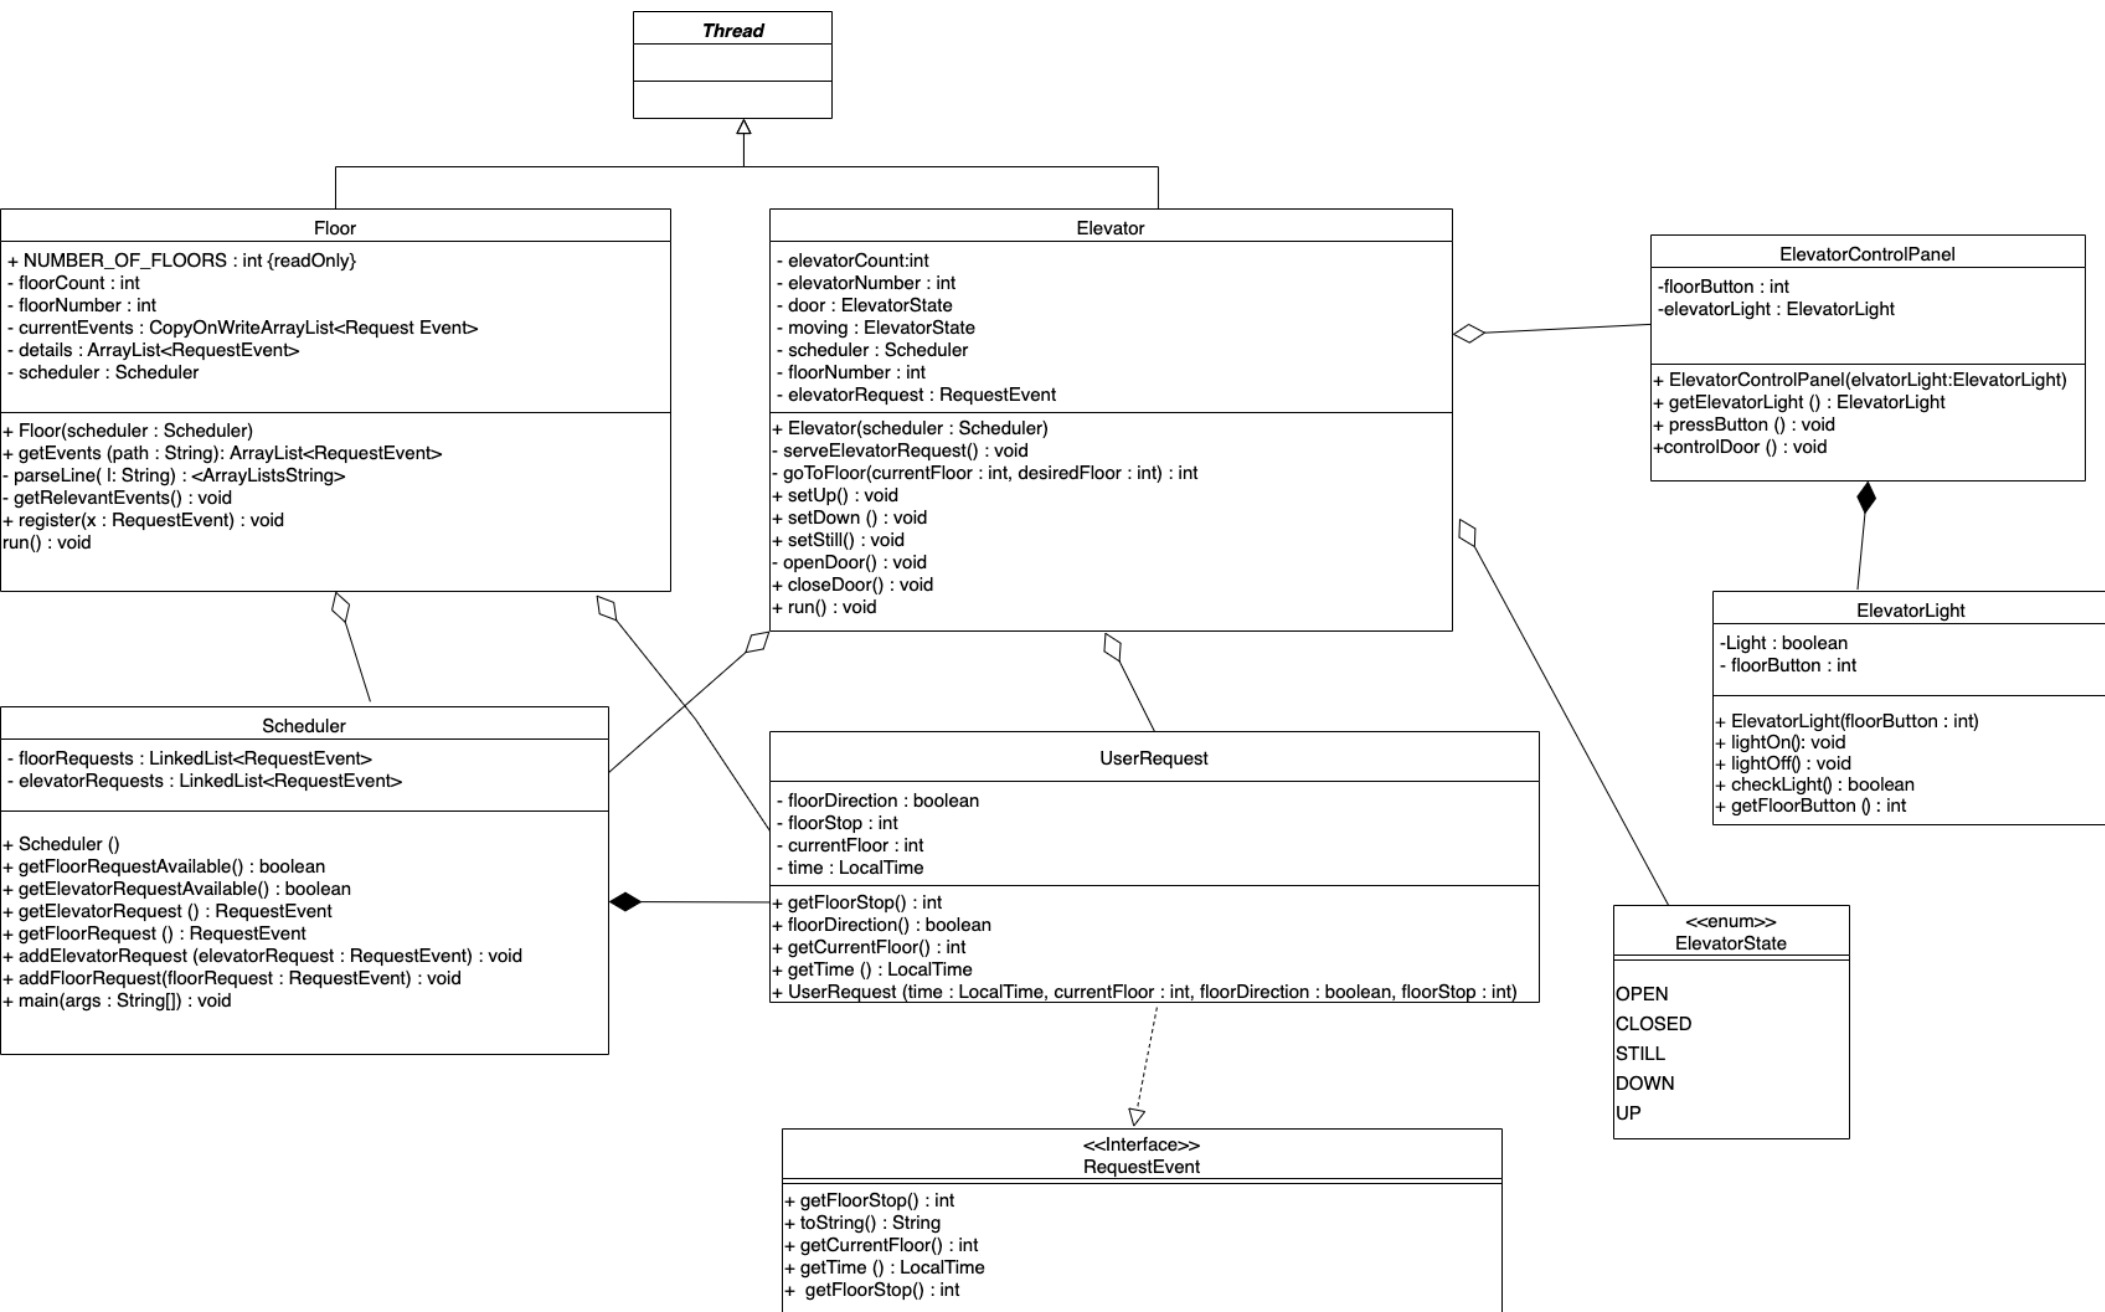 Thread
Floor
+ NUMBER_OF_FLOORS : int {readOnly}
- floorCount : int
- floorNumber : int
- currentEvents : CopyOnWriteArrayList<Request Event>
- details : ArrayList<RequestEvent>
- scheduler : Scheduler
+ Floor(scheduler : Scheduler)
+ getEvents (path : String): ArrayList<RequestEvent>
- parseLine( l: String) : <ArrayListsString>
- getRelevantEvents() : void
+ register(x : RequestEvent) : void
run() : void
Elevator
- elevatorCount:int
- elevatorNumber : int
- door : ElevatorState
- moving : ElevatorState
- scheduler : Scheduler
- floorNumber : int
- elevatorRequest : RequestEvent
+ Elevator(scheduler : Scheduler)
- serveElevatorRequest() : void
- goToFloor(currentFloor : int, desiredFloor : int) : int
+ setUp() : void
+ setDown () : void
+ setStill() : void
- openDoor() : void
+ closeDoor() : void
+ run() : void
ElevatorControlPanel
-floorButton : int
-elevatorLight : ElevatorLight
+ ElevatorControlPanel(elvatorLight:ElevatorLight)
+ getElevatorLight () : ElevatorLight
+ pressButton () : void
+controlDoor () : void
ElevatorLight
-Light : boolean
- floorButton : int
+ ElevatorLight(floorButton : int)
+ lightOn(): void
+ lightOff() : void
+ checkLight() : boolean
+ getFloorButton () : int
Scheduler
- floorRequests : LinkedList<RequestEvent>
- elevatorRequests : LinkedList<RequestEvent>
+ Scheduler ()
+ getFloorRequestAvailable() : boolean
+ getElevatorRequestAvailable() : boolean
+ getElevatorRequest () : RequestEvent
+ getFloorRequest () : RequestEvent
+ addElevatorRequest (elevatorRequest : RequestEvent) : void
+ addFloorRequest(floorRequest : RequestEvent) : void
+ main(args : String[]) : void
UserRequest
- floorDirection : boolean
- floorStop : int
- currentFloor : int
- time : LocalTime
+ getFloorStop() : int
+ floorDirection() : boolean
+ getCurrentFloor() : int
+ getTime () : LocalTime
+ UserRequest (time : LocalTime, currentFloor : int, floorDirection : boolean, floorStop : int)
<<enum>>
ElevatorState
OPEN
CLOSED
STILL
DOWN
UP
<<Interface>>
RequestEvent
+ getFloorStop() : int
+ toString() : String
+ getCurrentFloor() : int
+ getTime () : LocalTime
+ getFloorStop() : int